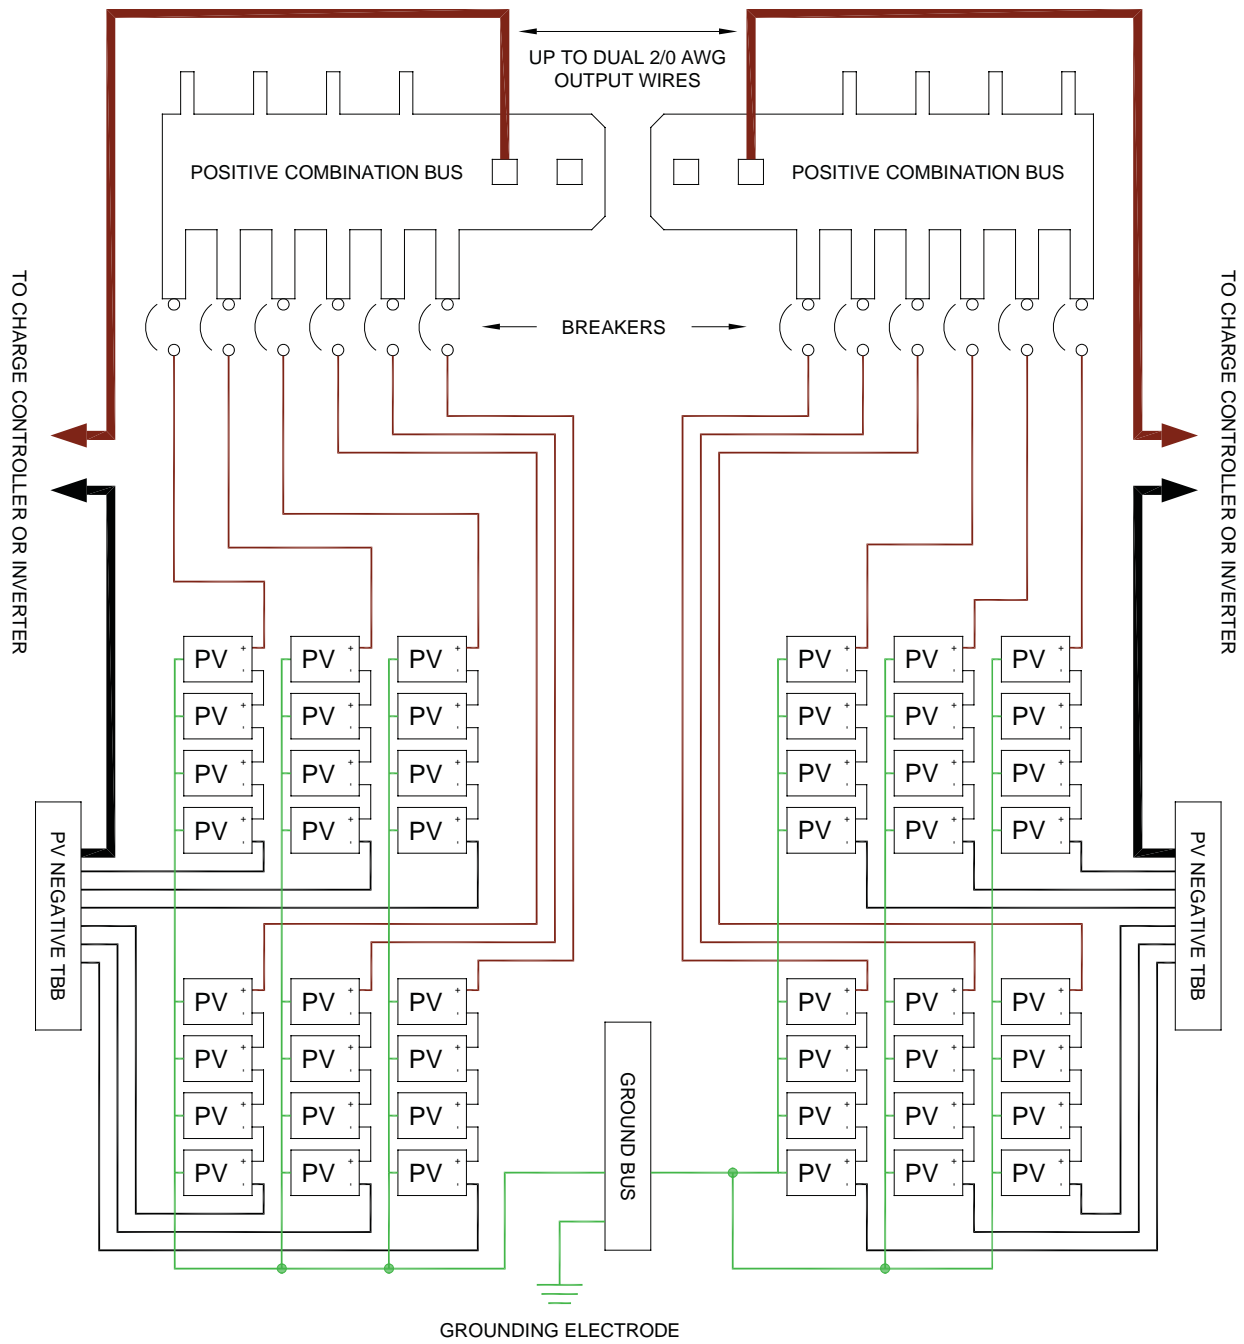 UP TO DUAL 2/0 AWG
OUTPUT WIRES
POSITIVE COMBINATION BUS
POSITIVE COMBINATION BUS
TO CHARGE CONTROLLER OR INVERTER
BREAKERS
TO CHARGE CONTROLLER OR INVERTER
PV + - PV + - PV + - PV + - PV + - PV + -
PV + - PV + - PV + - PV + - PV + - PV + -
PV + - PV + - PV + - PV + - PV + - PV + -
PV + - PV + - PV + - PV + - PV + - PV + -
PV NEGATIVE TBB
PV NEGATIVE TBB
PV + - PV + - PV + - PV + - PV + - PV + -
PV + - PV + - PV + - PV + - PV + - PV + -
PV + - PV + - PV + - PV + - PV + - PV + -
PV + - PV + - PV + - PV + - PV + - PV + -
GROUND BUS
GROUNDING ELECTRODE